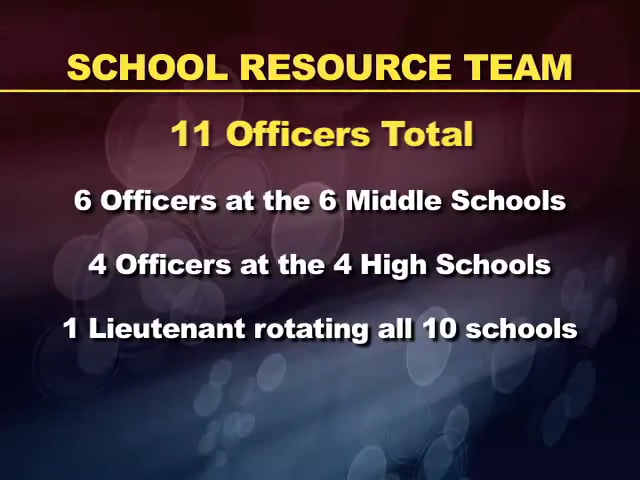 SCHOOL RESOURCE TEAM
11 Officers Total
6 Officers at the 6 Middle Schools
4 Officers at the 4 High Schools
1 Lieutenant rotating all 10 schools